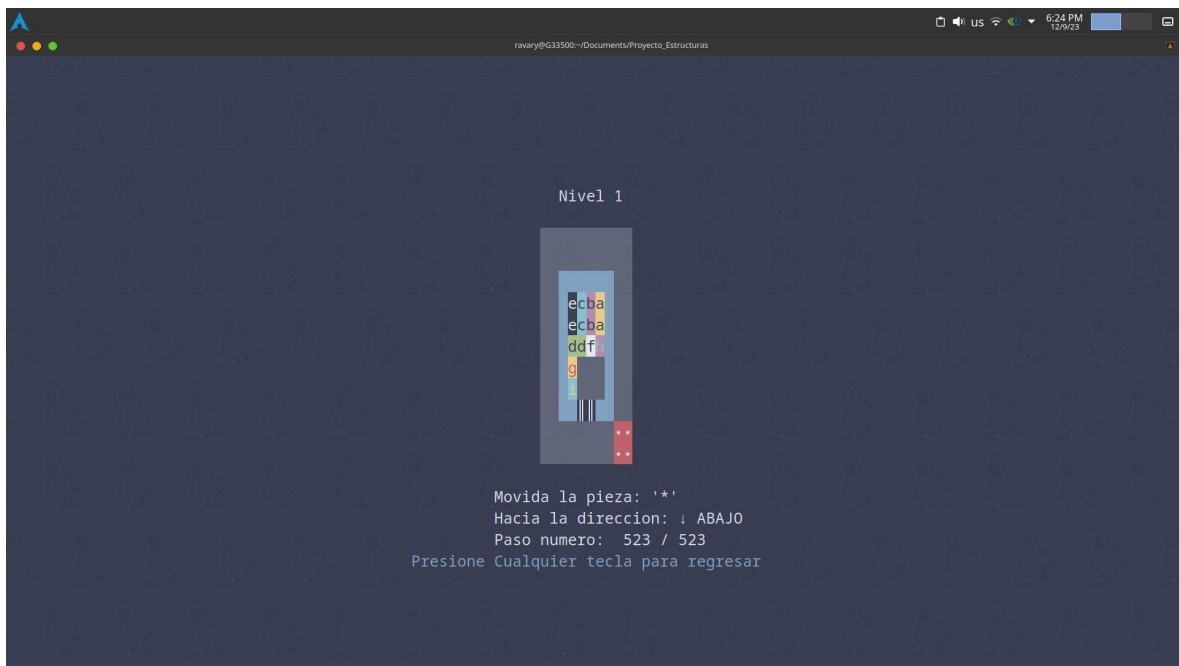 us 6:24 PM
12/9/23
ravary@G33500:~/Documents/Proyecto_Estructuras
Nivel 1
ecba
ecba
ddfh
g
i
**
**
Movida la pieza: '*'
Hacia la direccion: ↓ ABAJO
Paso numero: 523 / 523
Presione Cualquier tecla para regresar